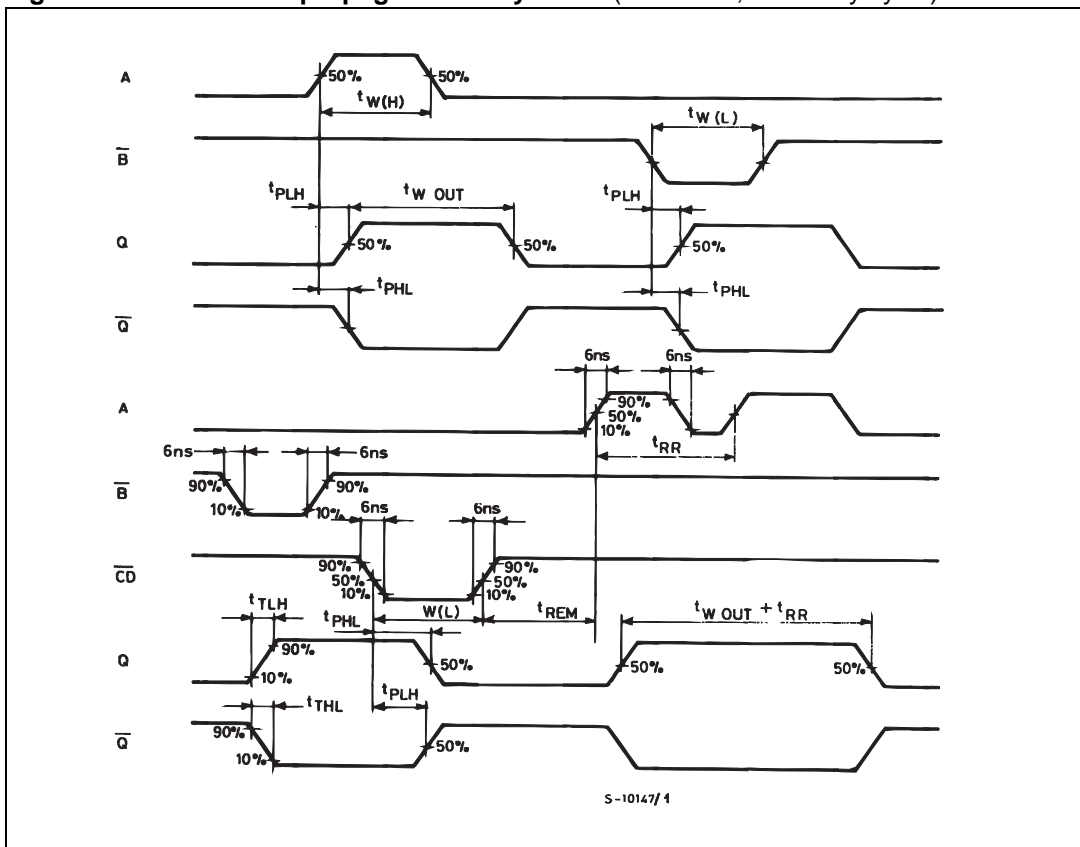 A
50%
50%
t W(H)
t W(L)
B
t PLH
t W OUT
t PLH
Q
50%
50%
50%
t PHL
t PHL
Q
6ns
6ns
A
90%
50%
10%
t RR
6ns
6ns
B
90%
90%
10%
10%
6ns
6ns
CD
90%
90%
50%
50%
10%
10%
t TLH
W(L)
t REM
t W OUT + t RR
t PHL
Q
90%
50%
50%
50%
10%
t PLH
t THL
Q
90%
50%
10%
S-10147/1